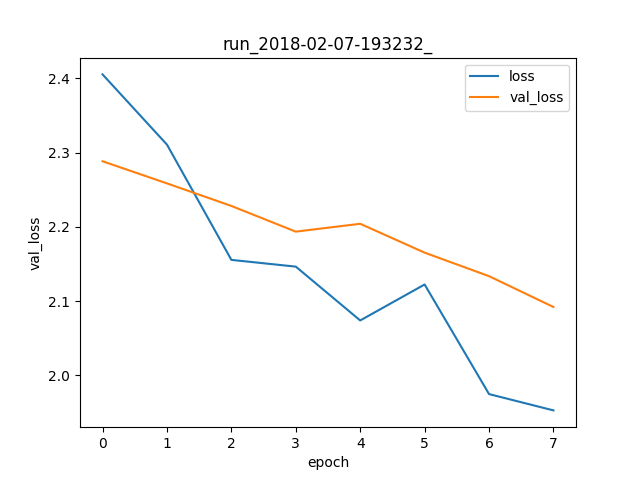 run_2018-02-07-193232_
loss
val_loss
2.4
2.3
2.2
2.1
2.0
val_loss
0 1 2 3 4 5 6 7
epoch